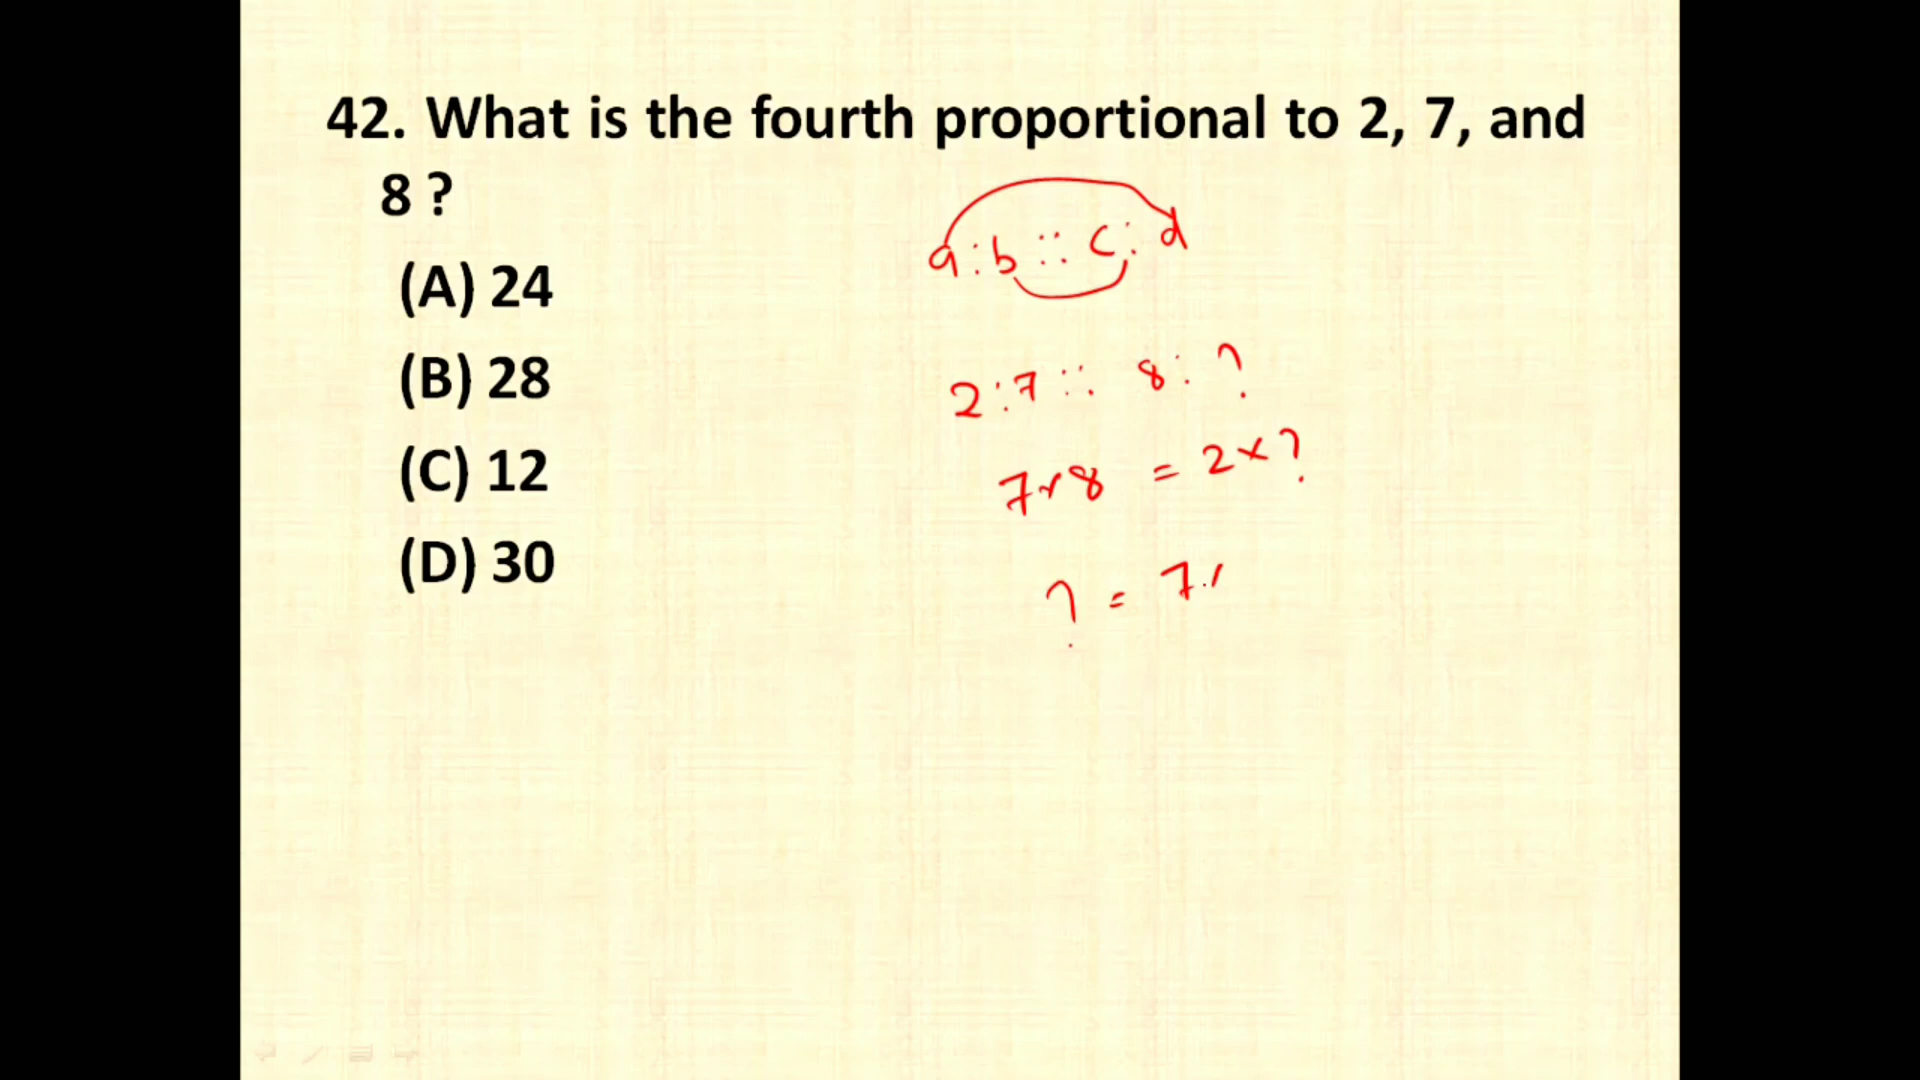 42. What is the fourth proportional to 2, 7, and
8 ?
(A) 24
(B) 28
(C) 12
(D) 30
a : b :: c : d
2 : 7 :: 8 : ?
7 x 8 = 2 x ?
? = 7